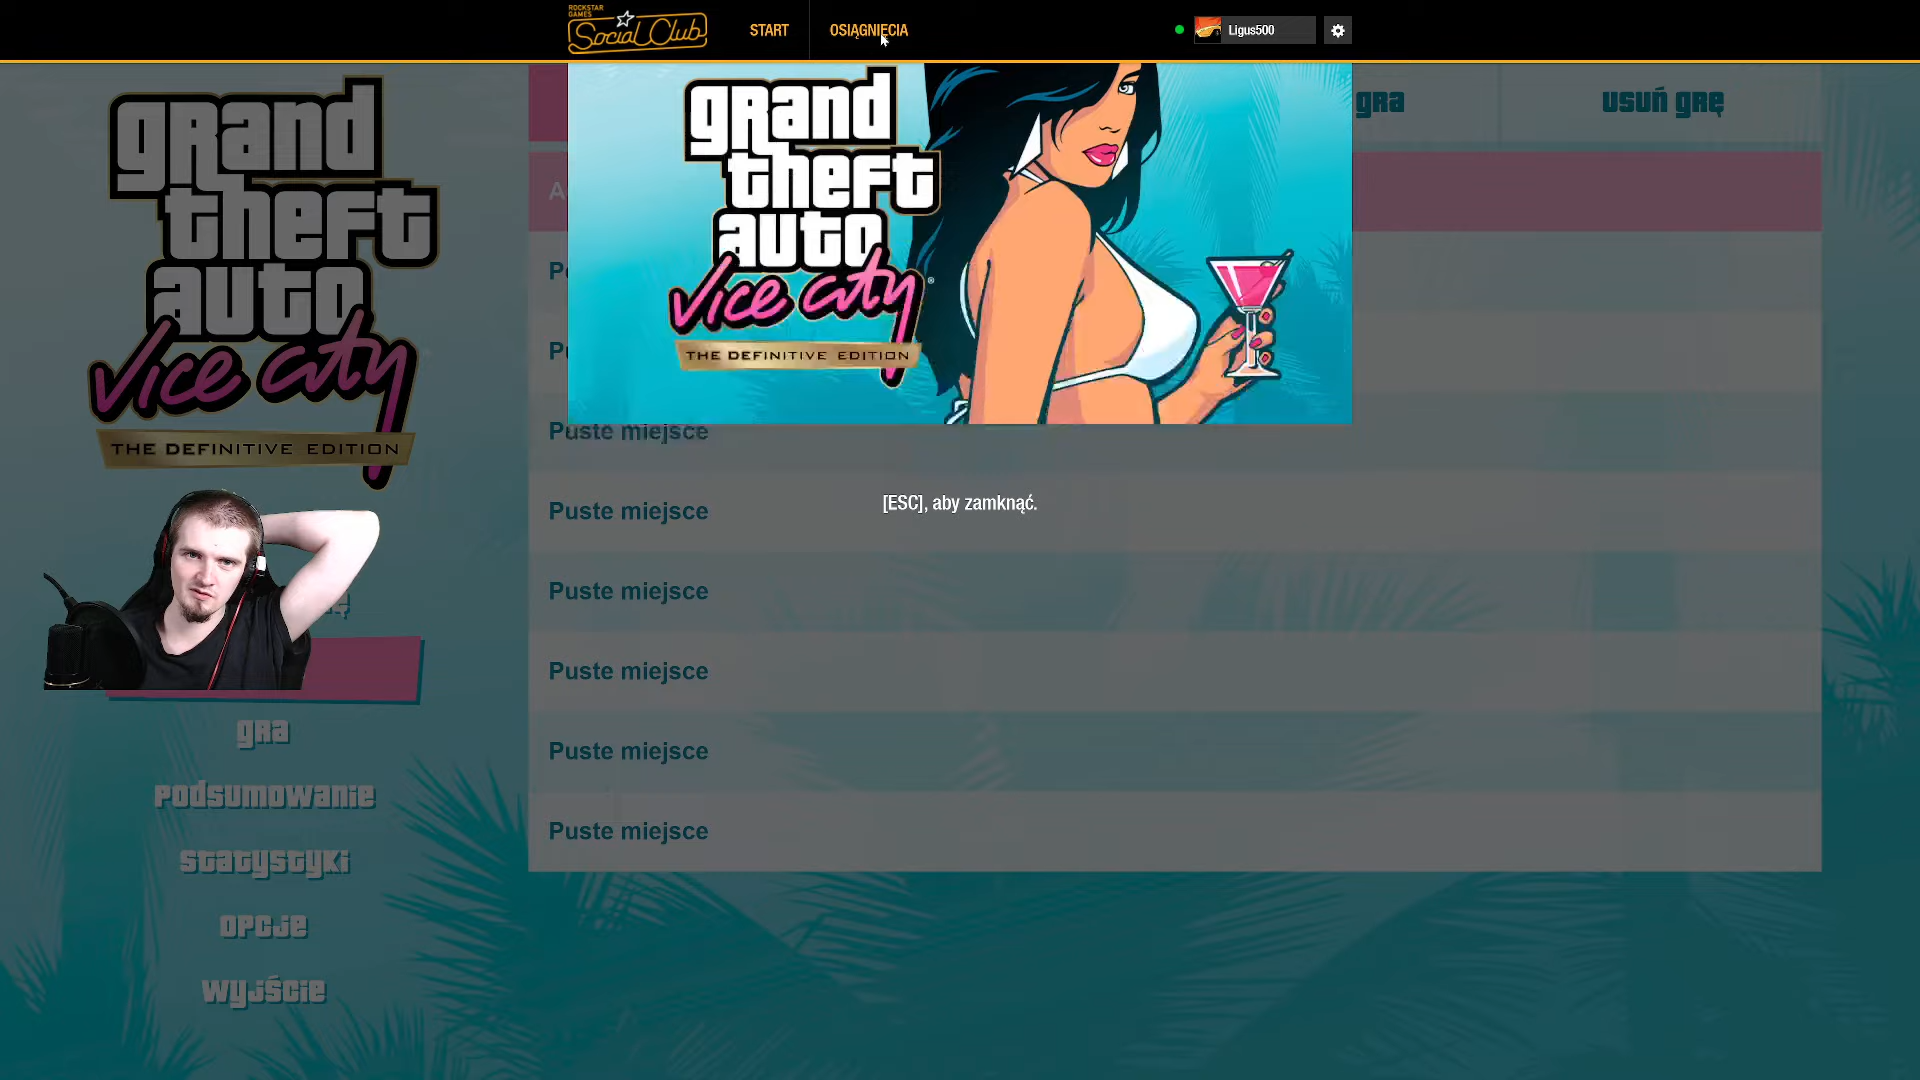 ROCKSTAR
GAMES
Social Club
START
OSIĄGNIĘCIA
Ligus500
grand
theft
auto
Vice City
THE DEFINITIVE EDITION
grand
theft
auto
Vice City
®
THE DEFINITIVE EDITION
gra
usuń grę
A
P
Pu
Puste miejsce
Puste miejsce
[ESC], aby zamknąć.
Puste miejsce
Puste miejsce
Puste miejsce
Puste miejsce
gra
podsumowanie
statystyki
opcje
wyjście